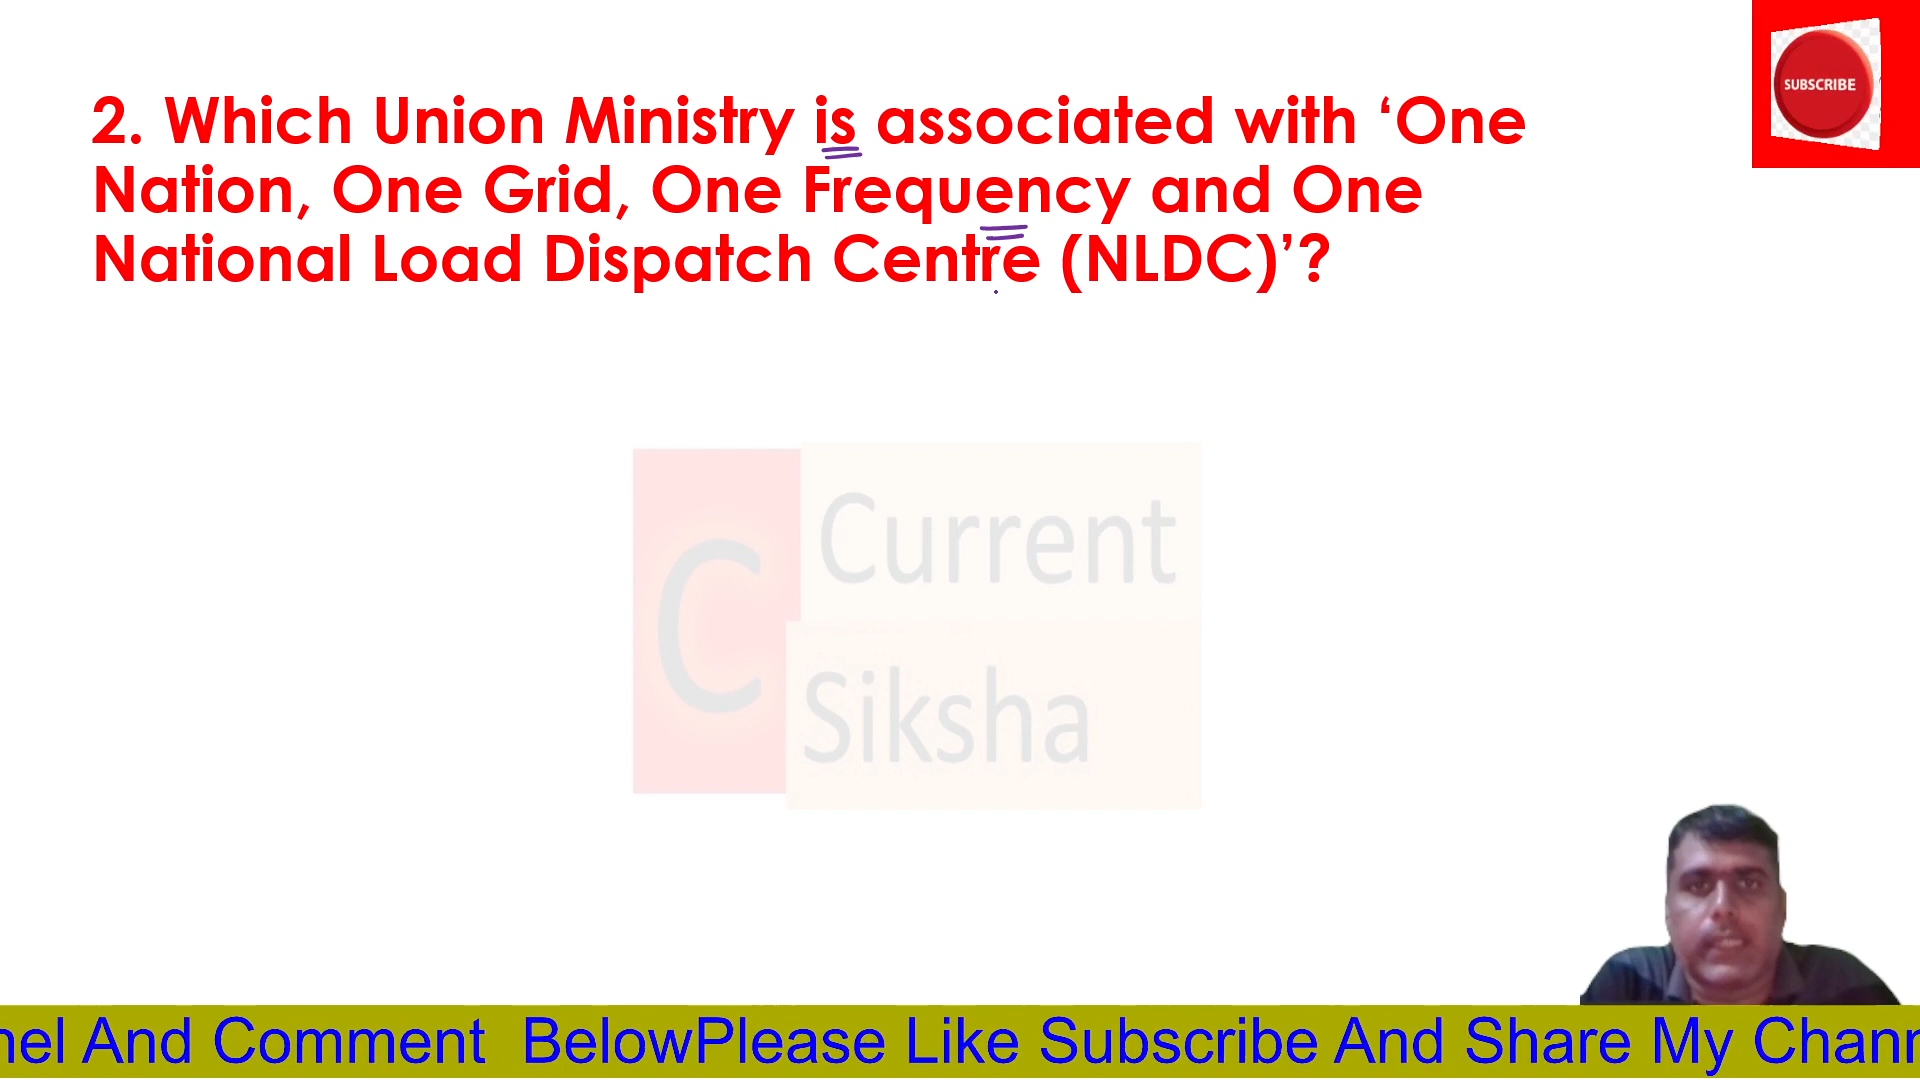 SUBSCRIBE
2. Which Union Ministry is associated with ‘One
Nation, One Grid, One Frequency and One
National Load Dispatch Centre (NLDC)’?
C
Current
Siksha
nel And Comment BelowPlease Like Subscribe And Share My Chann